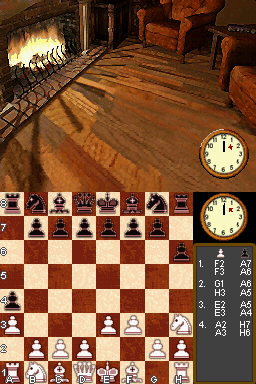 8
7
6
5
4
3
2
1
A B C D E F G H
1. F2 A7
F3 A6
2. G1 A6
H3 A5
3. E2 A5
E3 A4
4. A2 H7
A3 H6